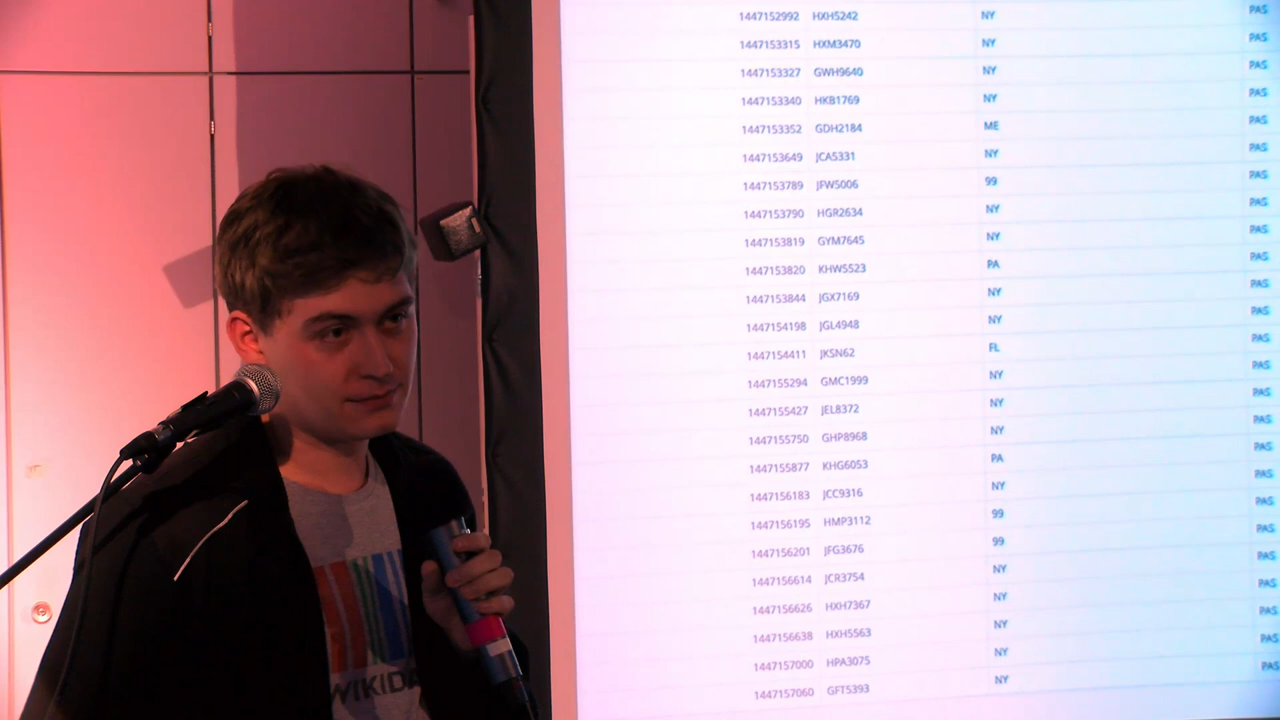 1447152992 HXH5242 NY PAS
1447153315 HXM3470 NY PAS
1447153327 GWH9640 NY PAS
1447153340 HKB1769 NY PAS
1447153352 GDH2184 ME PAS
1447153649 JCA5331 NY PAS
1447153789 JFW5006 99 PAS
1447153790 HGR2634 NY PAS
1447153819 GYM7645 NY PAS
1447153820 KHW5523 PA PAS
1447153844 JGX7169 NY PAS
1447154198 JGL4948 NY PAS
1447154411 JKSN62 FL PAS
1447155294 GMC1999 NY PAS
1447155427 JEL8372 NY PAS
1447155750 GHP8968 NY PAS
1447155877 KHG6053 PA PAS
1447156183 JCC9316 NY PAS
1447156195 HMP3112 99 PAS
1447156201 JFG3676 99 PAS
1447156614 JCR3754 NY PAS
1447156626 HXH7367 NY PAS
1447156638 HXH5563 NY PAS
1447157000 HPA3075 NY PAS
1447157060 GFT5393 NY
WIKIDA